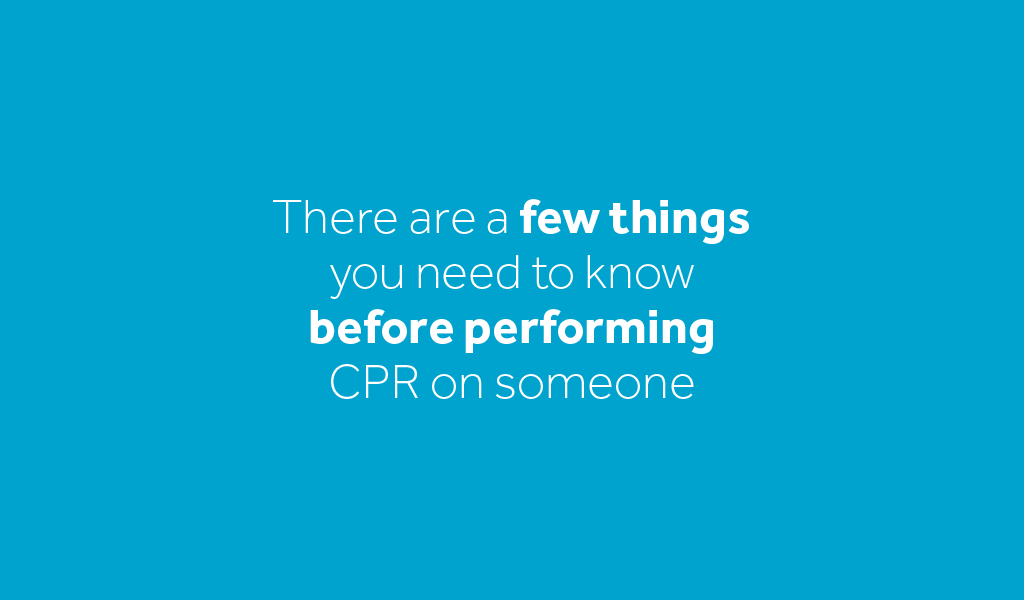 There are a few things
you need to know
before performing
CPR on someone